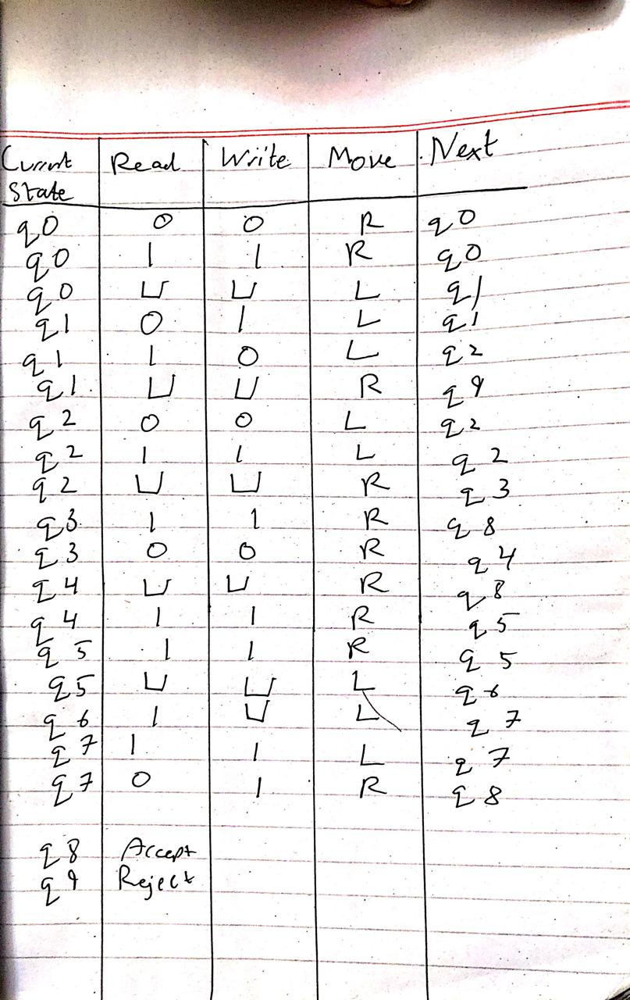 Current State Read Write Move Next
q0 0 0 R q0
q0 1 1 R q0
q0 ⊔ ⊔ L q1
q1 0 1 L q1
q1 1 0 L q2
q1 ⊔ ⊔ R q9
q2 0 0 L q2
q2 1 1 L q2
q2 ⊔ ⊔ R q3
q3 1 1 R q8
q3 0 0 R q4
q4 ⊔ ⊔ R q8
q4 1 1 R q5
q5 1 1 R q5
q5 ⊔ ⊔ L q6
q6 1 ⊔ L q7
q7 1 1 L q7
q7 0 1 R q8
q8 Accept
q9 Reject